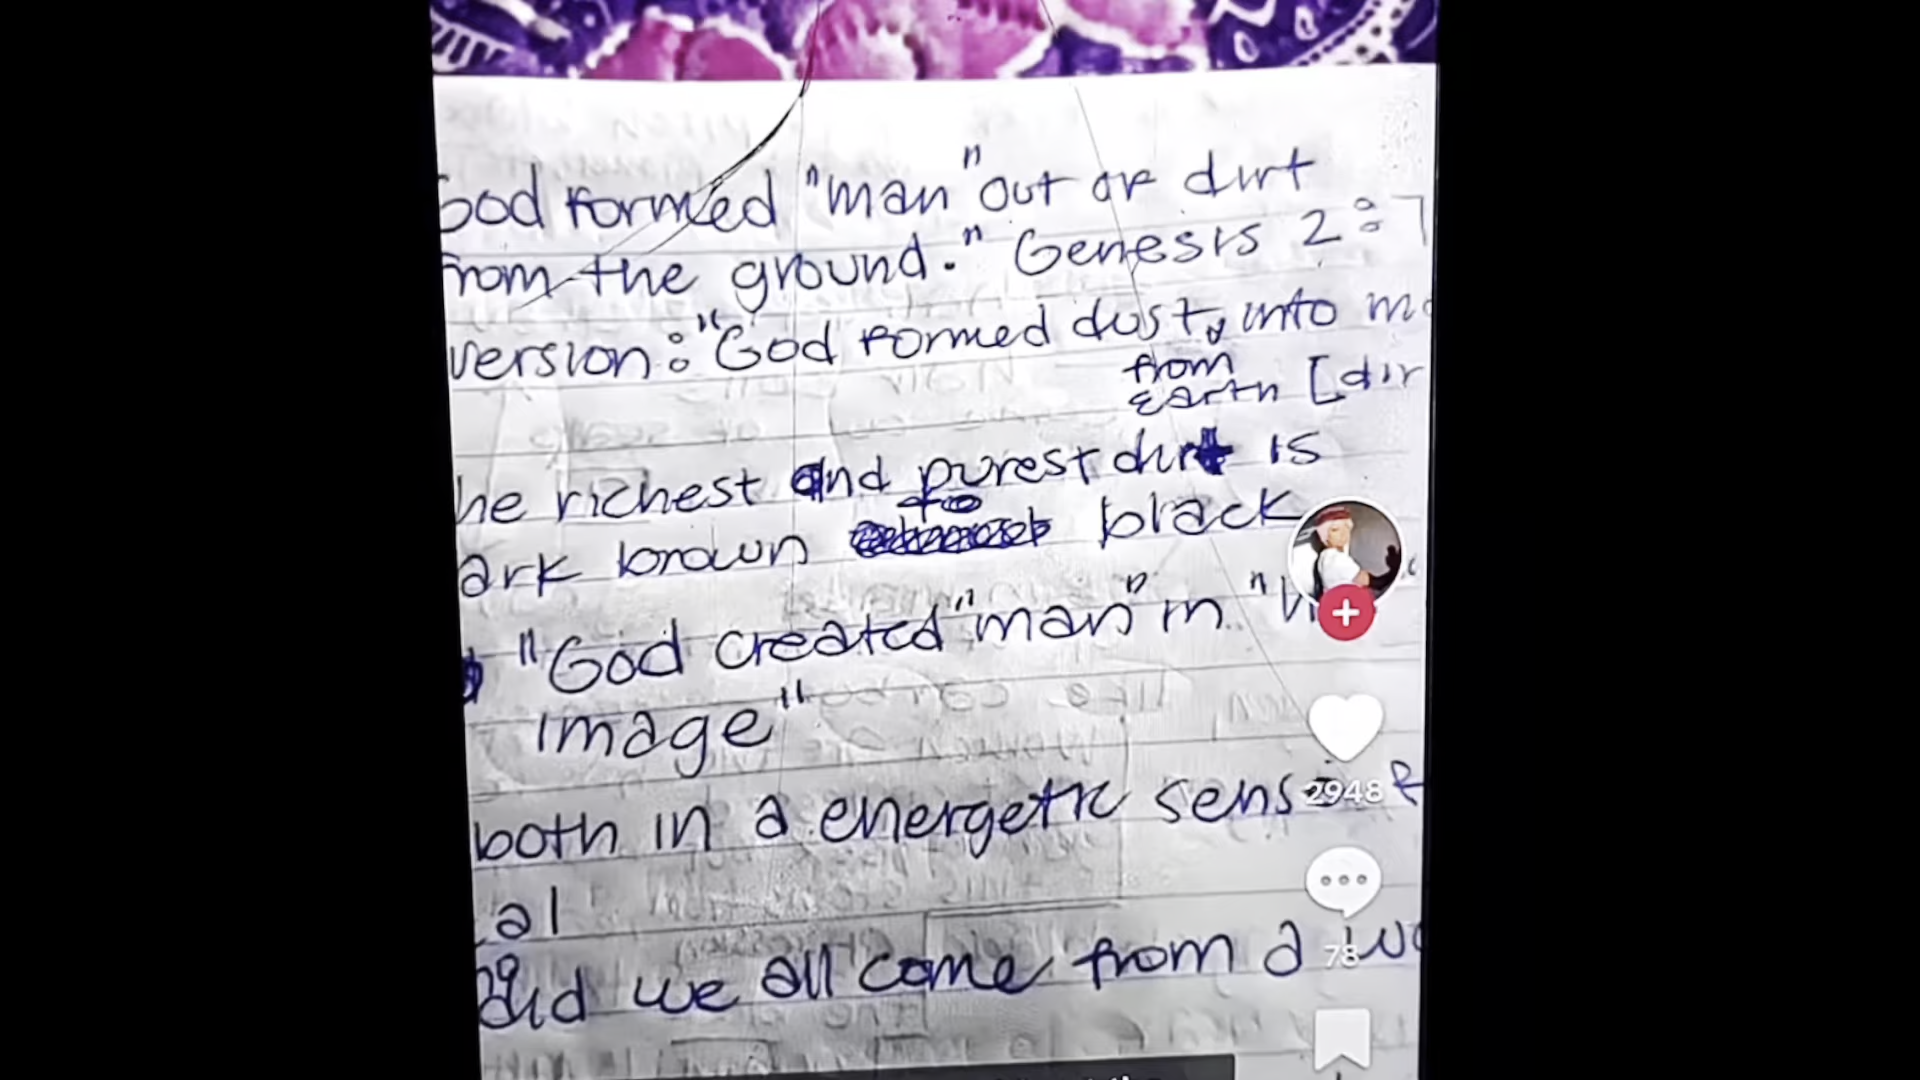 God formed "man" out of dirt
from the ground." Genesis 2:7
version: "God formed dust, into
from
earth [dir
he richest and purest dirt is
to
ark brown black
"God created "man" in "
image"
both in a energetic sens
2948
al
did we all come from a
78